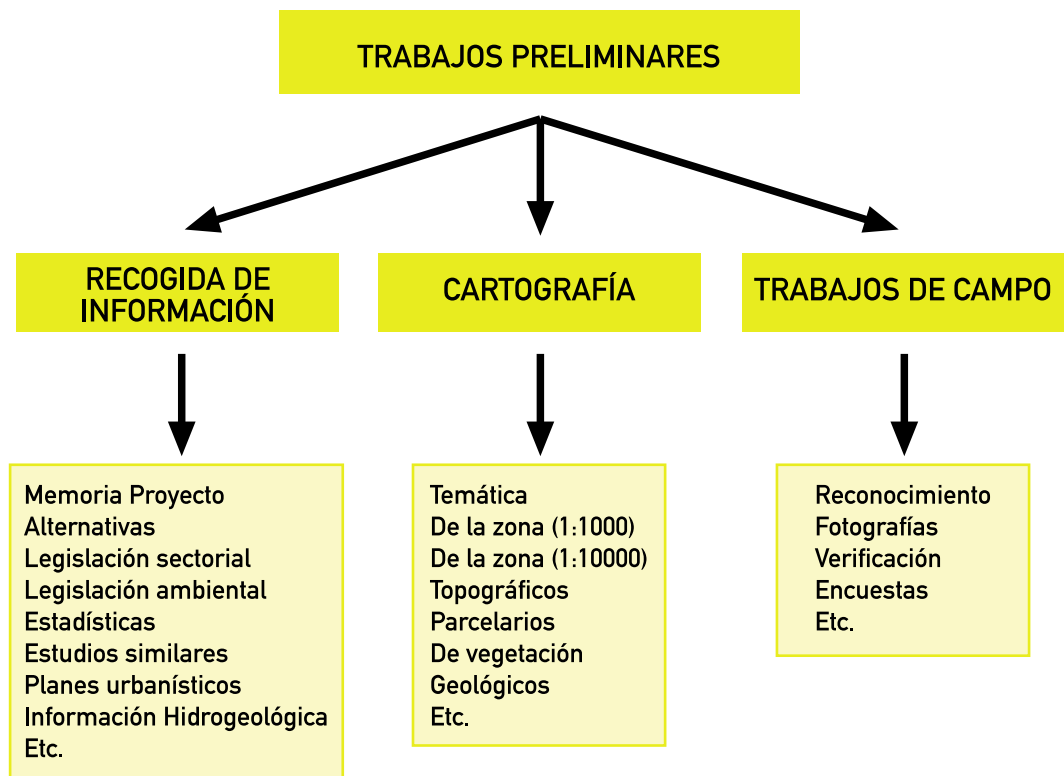 TRABAJOS PRELIMINARES
RECOGIDA DE
INFORMACIÓN
Memoria Proyecto
Alternativas
Legislación sectorial
Legislación ambiental
Estadísticas
Estudios similares
Planes urbanísticos
Información Hidrogeológica
Etc.
CARTOGRAFÍA
Temática
De la zona (1:1000)
De la zona (1:10000)
Topográficos
Parcelarios
De vegetación
Geológicos
Etc.
TRABAJOS DE CAMPO
Reconocimiento
Fotografías
Verificación
Encuestas
Etc.